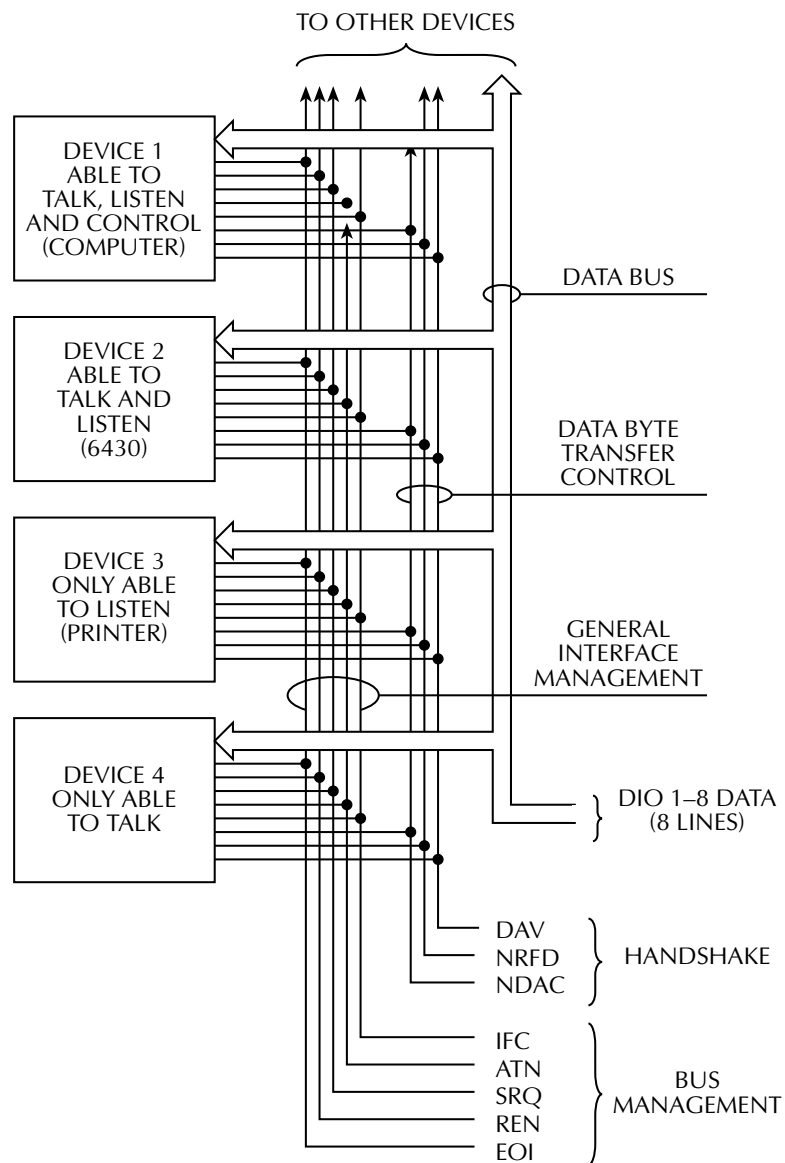 TO OTHER DEVICES
DEVICE 1
ABLE TO
TALK, LISTEN
AND CONTROL
(COMPUTER)
DATA BUS
DEVICE 2
ABLE TO
TALK AND
LISTEN
(6430)
DATA BYTE
TRANSFER
CONTROL
DEVICE 3
ONLY ABLE
TO LISTEN
(PRINTER)
GENERAL
INTERFACE
MANAGEMENT
DEVICE 4
ONLY ABLE
TO TALK
DIO 1–8 DATA
(8 LINES)
DAV
NRFD
NDAC
HANDSHAKE
IFC
ATN
SRQ
REN
EOI
BUS
MANAGEMENT